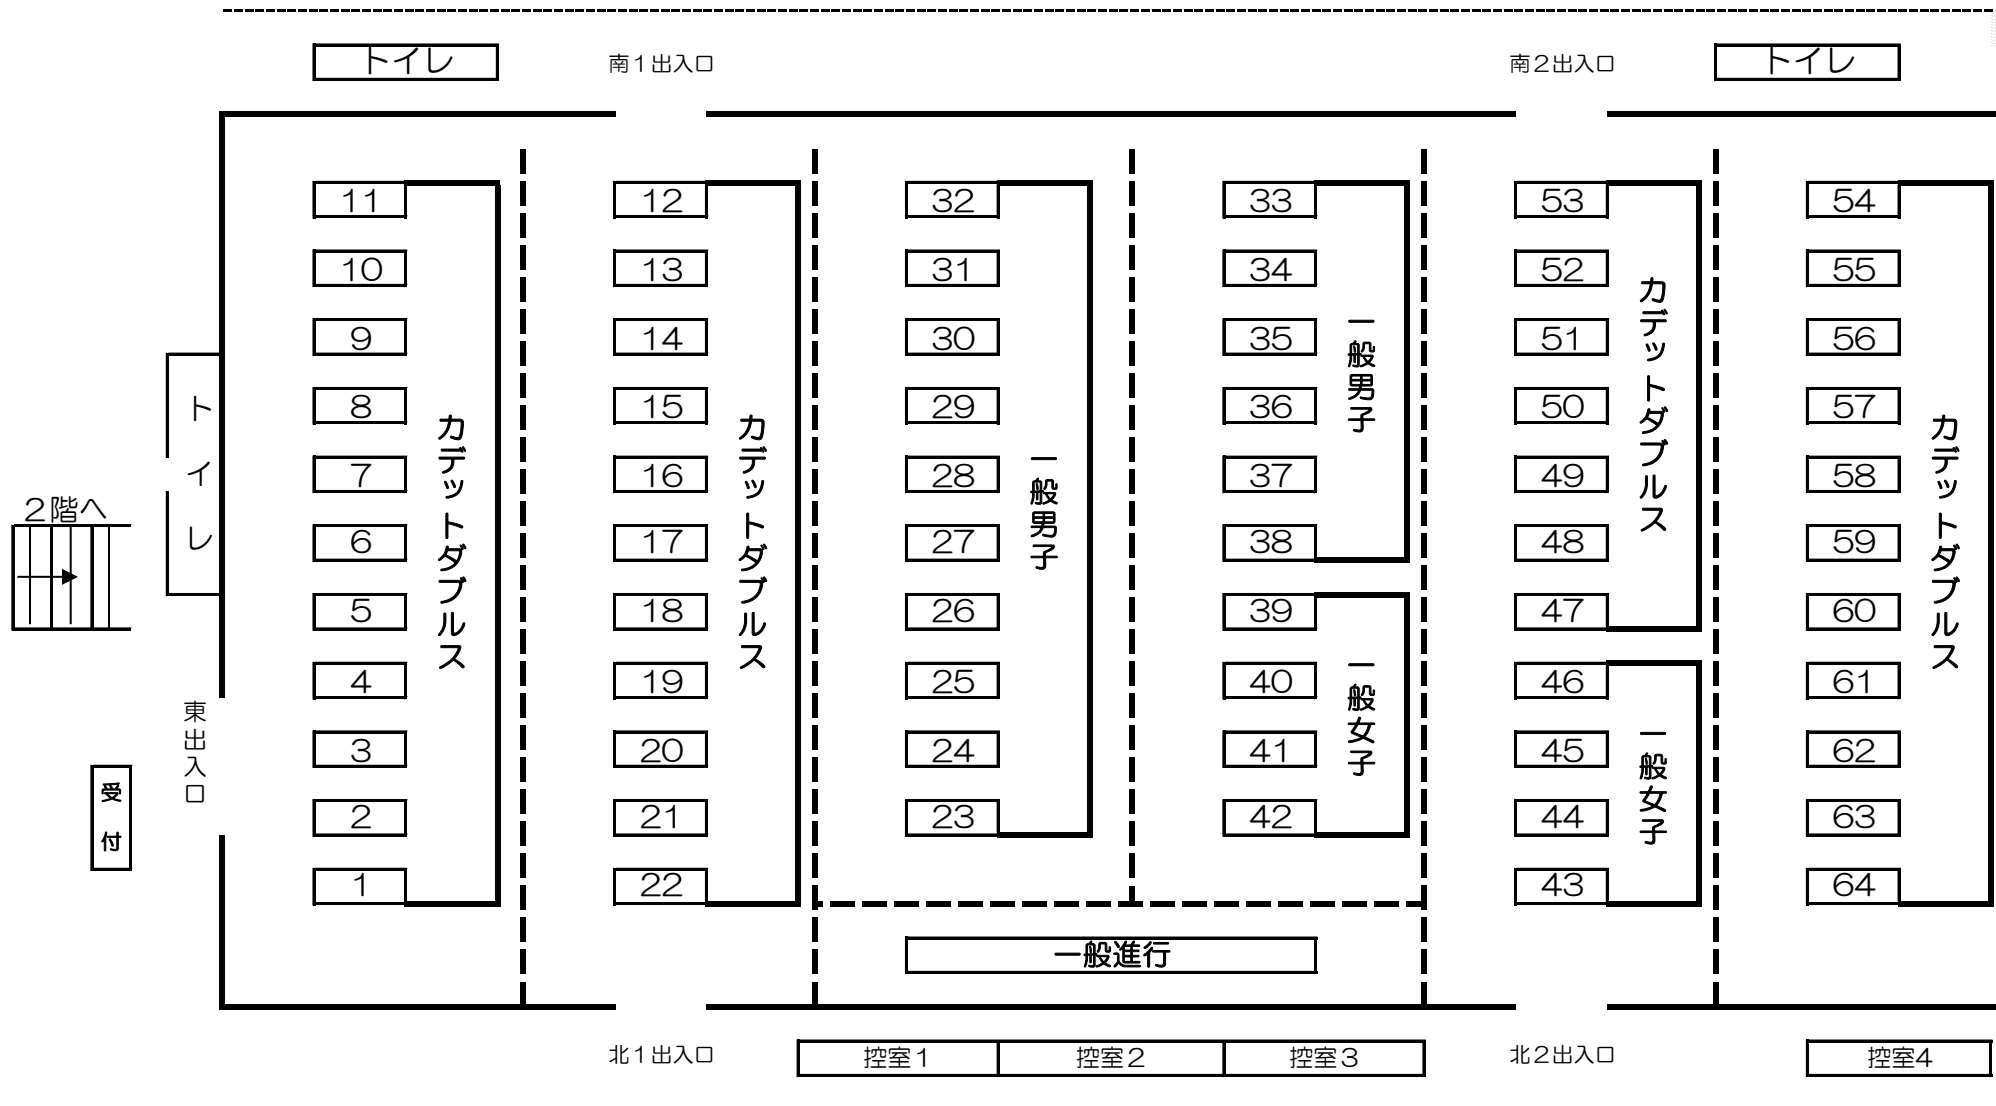 トイレ 南1出入口 南2出入口 トイレ
11 12 32 33 53 54
10 13 31 34 52 55
9 14 30 35 51 56
8 15 29 36 50 57
7 16 28 37 49 58
6 17 27 38 48 59
5 18 26 39 47 60
4 19 25 40 46 61
3 20 24 41 45 62
2 21 23 42 44 63
1 22 43 64
カデットダブルス
カデットダブルス
一般男子
一般男子
一般女子
カデットダブルス
一般女子
カデットダブルス
トイレ
2階へ
東出入口
受付
一般進行
北1出入口 控室1 控室2 控室3 北2出入口 控室4